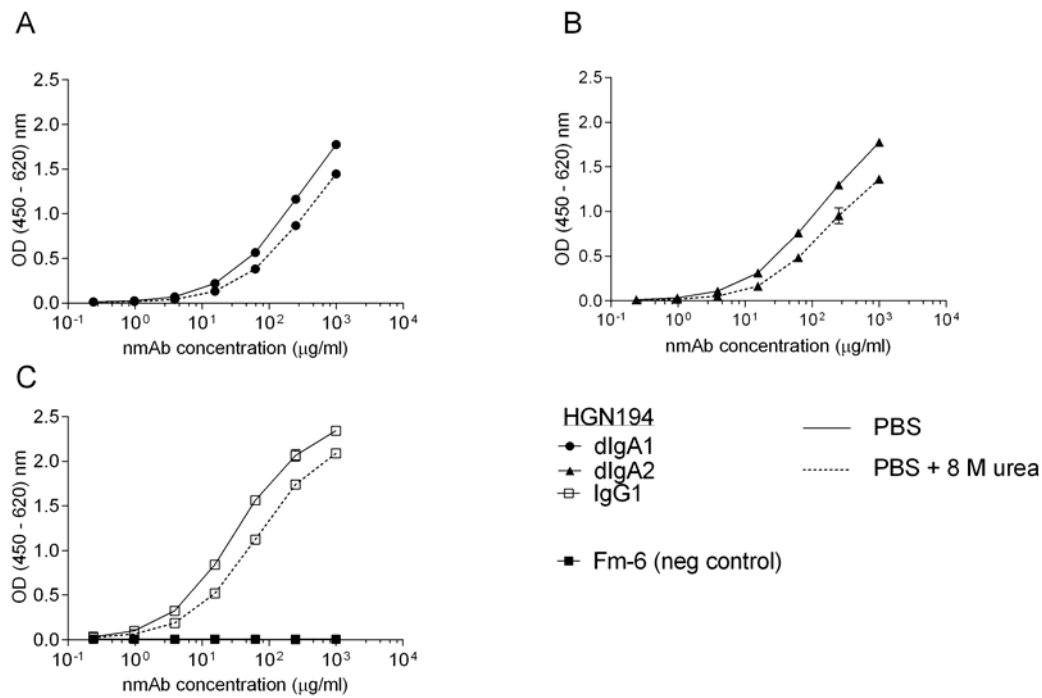 A
2.5
2.0
1.5
1.0
0.5
0.0
OD (450 - 620) nm
10-1 100 101 102 103 104
nmAb concentration (μg/ml)
B
2.5
2.0
1.5
1.0
0.5
0.0
OD (450 - 620) nm
10-1 100 101 102 103 104
nmAb concentration (μg/ml)
C
2.5
2.0
1.5
1.0
0.5
0.0
OD (450 - 620) nm
10-1 100 101 102 103 104
nmAb concentration (μg/ml)
HGN194
dIgA1
dIgA2
IgG1
Fm-6 (neg control)
PBS
PBS + 8 M urea